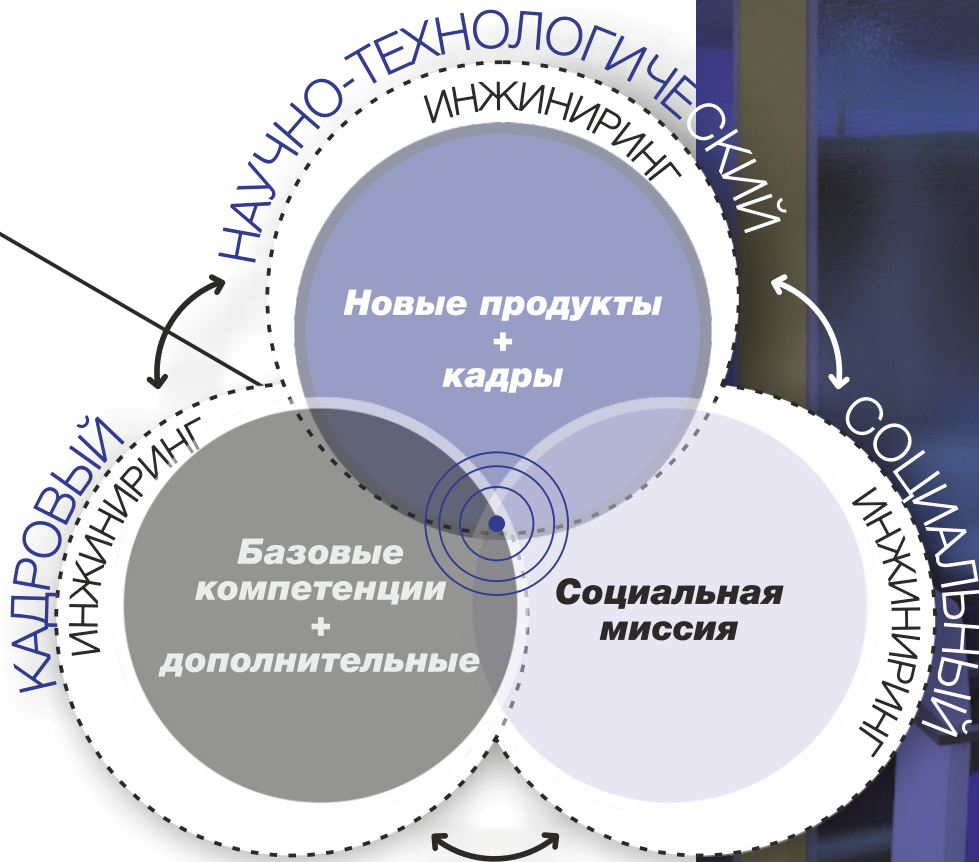 НАУЧНО-ТЕХНОЛОГИЧЕСКИЙ
ИНЖИНИРИНГ
Новые продукты
+
кадры
КАДРОВЫЙ
ИНЖИНИРИНГ
Базовые
компетенции
+
дополнительные
СОЦИАЛЬНЫЙ
ИНЖИНИРИНГ
Социальная
миссия